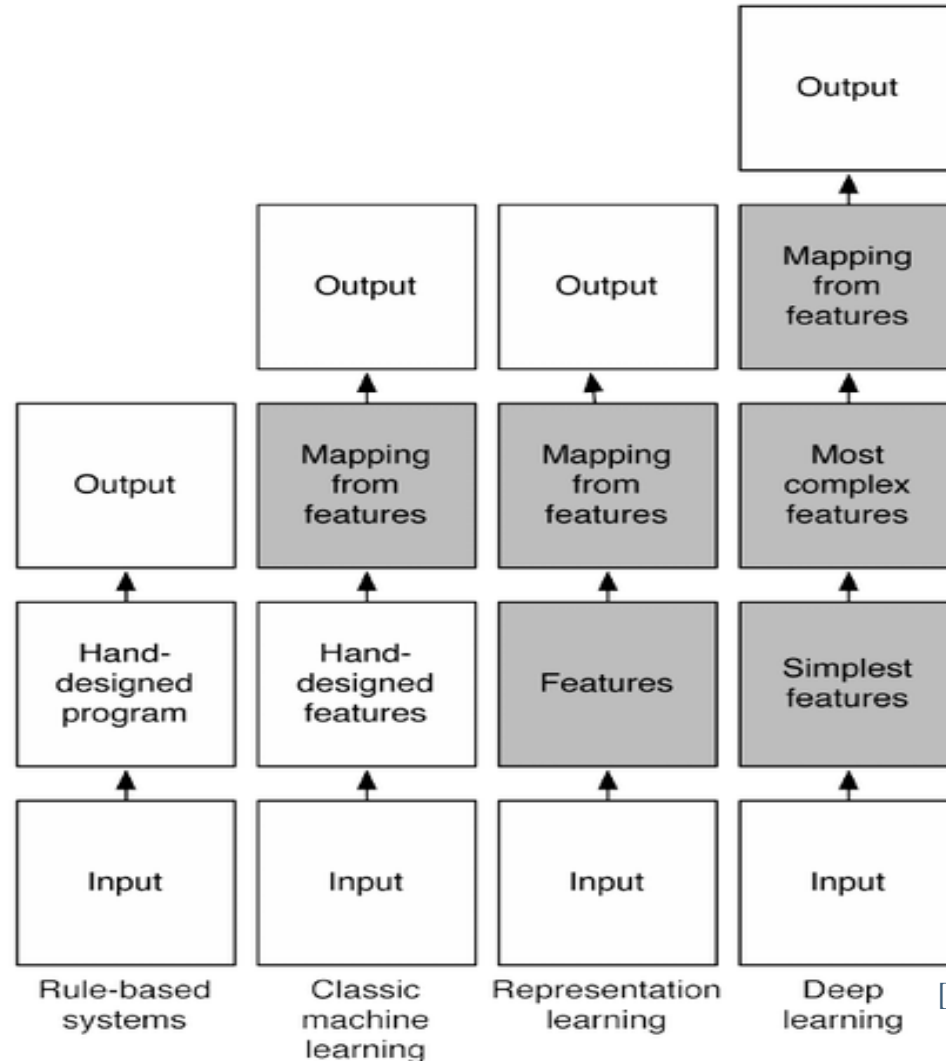 Output
Output
Output
Mapping
from
features
Output
Mapping
from
features
Mapping
from
features
Most
complex
features
Hand-
designed
program
Hand-
designed
features
Features
Simplest
features
Input
Input
Input
Input
Rule-based
systems
Classic
machine
learning
Representation
learning
Deep
learning
[